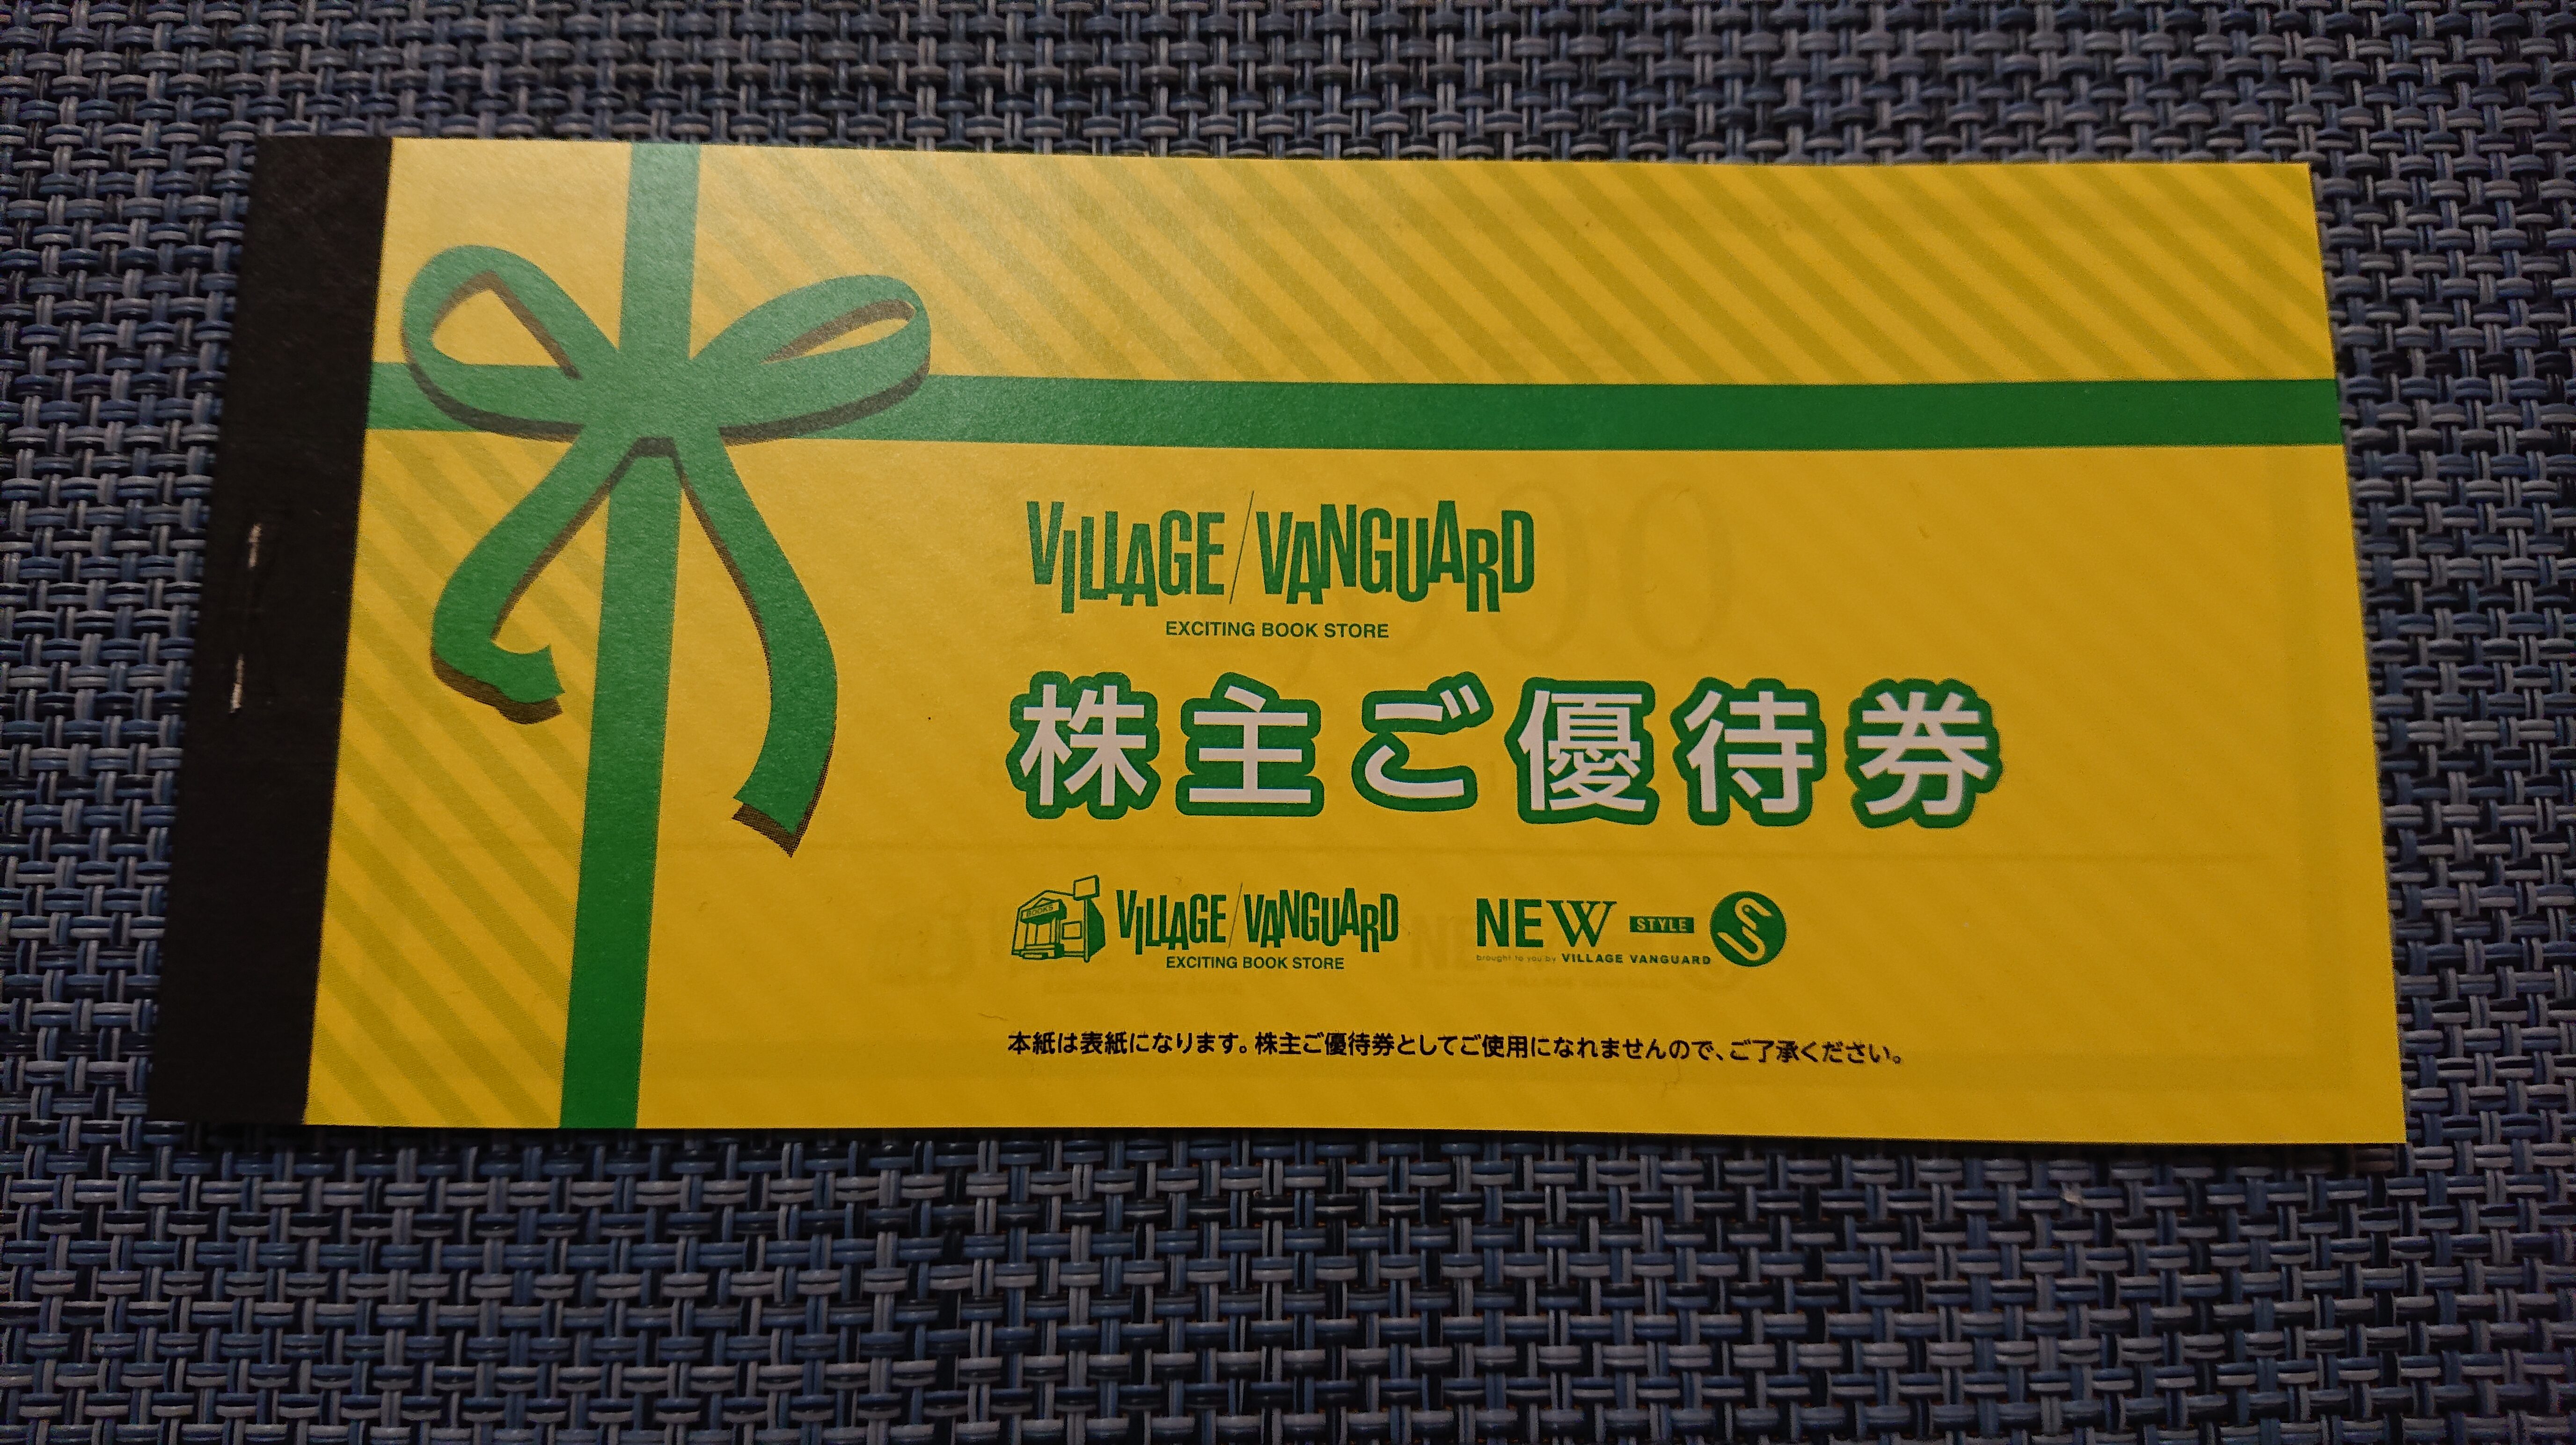 VILLAGE/VANGUARD
EXCITING BOOK STORE
株主ご優待券
BOOKS
VILLAGE/VANGUARD
EXCITING BOOK STORE
NEW STYLE
brought to you by VILLAGE VANGUARD
本紙は表紙になります。株主ご優待券としてご使用になれませんので、ご了承ください。